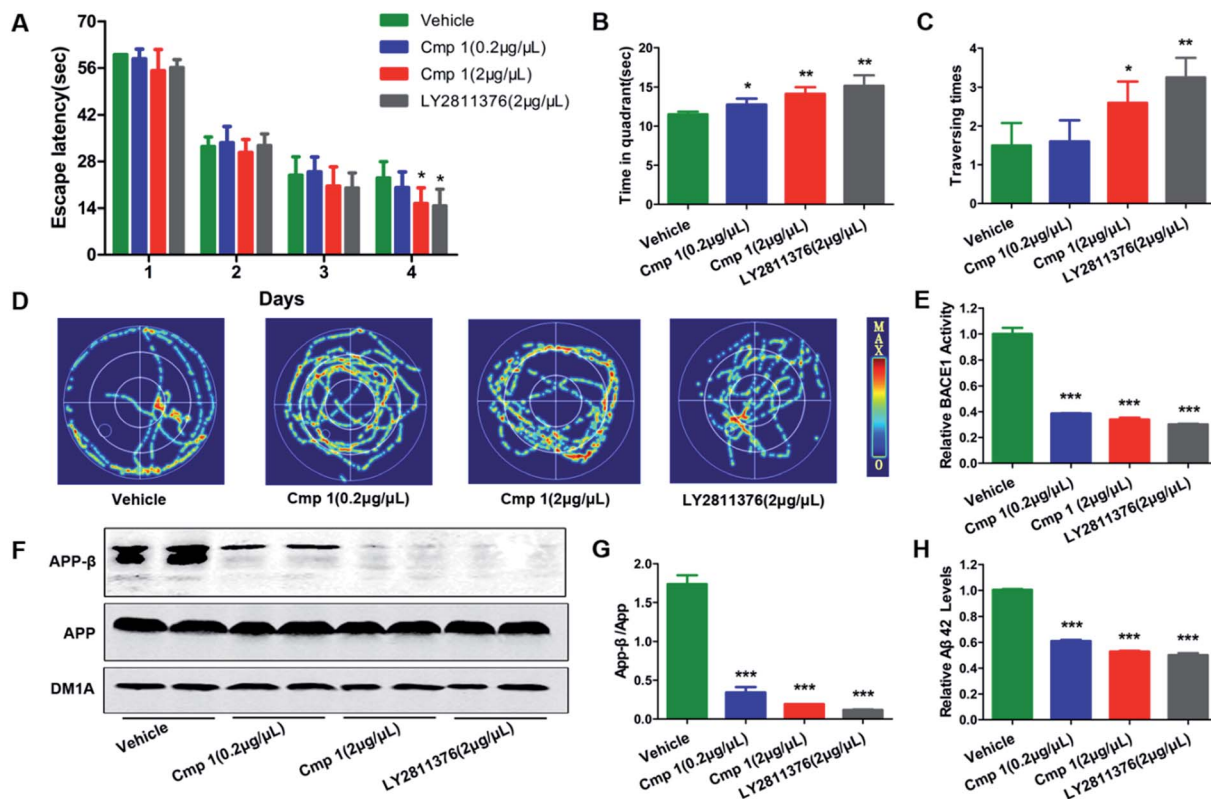 A
Escape latency(sec)
70
56
42
28
14
0
1
2
3
4
Days
*
*
Vehicle
Cmp 1(0.2µg/µL)
Cmp 1(2µg/µL)
LY2811376(2µg/µL)
B
Time in quadrant(sec)
20
15
10
5
0
*
**
**
Vehicle
Cmp 1(0.2µg/µL)
Cmp 1(2µg/µL)
LY2811376(2µg/µL)
C
Traversing times
4
3
2
1
0
*
**
Vehicle
Cmp 1(0.2µg/µL)
Cmp 1(2µg/µL)
LY2811376(2µg/µL)
D
Vehicle
Cmp 1(0.2µg/µL)
Cmp 1(2µg/µL)
LY2811376(2µg/µL)
MAX
0
E
Relative BACE1 Activity
1.2
1.0
0.8
0.6
0.4
0.2
0.0
***
***
***
Vehicle
Cmp 1(0.2µg/µL)
Cmp 1 (2µg/µL)
LY2811376(2µg/µL)
F
APP-β
APP
DM1A
Vehicle
Cmp 1(0.2µg/µL)
Cmp 1(2µg/µL)
LY2811376(2µg/µL)
G
App-β /App
2.0
1.5
1.0
0.5
0.0
***
***
***
Vehicle
Cmp 1(0.2µg/µL)
Cmp 1(2µg/µL)
LY2811376(2µg/µL)
H
Relative Aβ 42 Levels
1.2
1.0
0.8
0.6
0.4
0.2
0.0
***
***
***
Vehicle
Cmp 1(0.2µg/µL)
Cmp 1(2µg/µL)
LY2811376(2µg/µL)